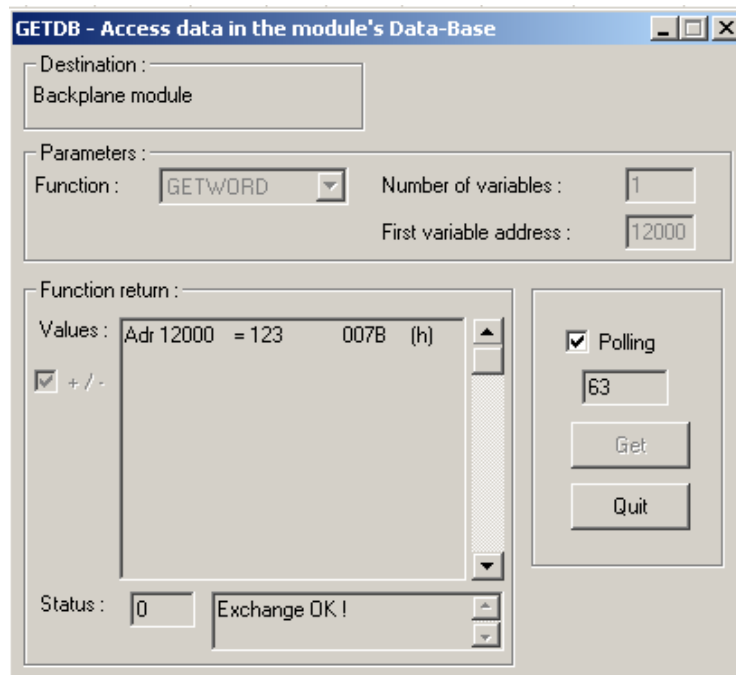 GETDB - Access data in the module's Data-Base
Destination :
Backplane module
Parameters :
Function : GETWORD Number of variables : 1
First variable address : 12000
Function return :
Values : Adr 12000 = 123 007B (h)
+ / -
Polling
63
Get
Quit
Status : 0 Exchange OK !